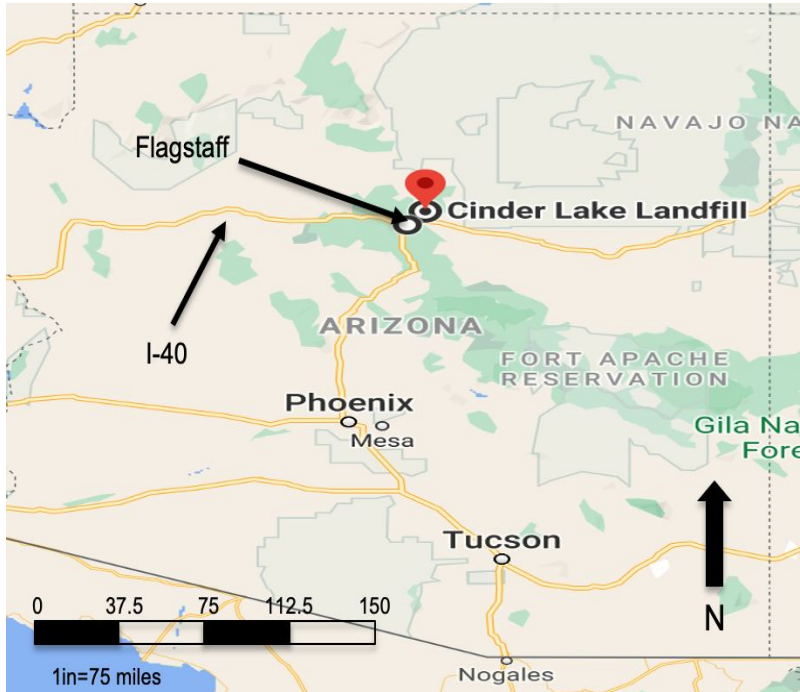 NAVAJO NA
Flagstaff
Cinder Lake Landfill
ARIZONA
I-40
FORT APACHE
RESERVATION
Phoenix
Mesa
Gila Na
Fore
Tucson
0 37.5 75 112.5 150
N
1in=75 miles
Nogales